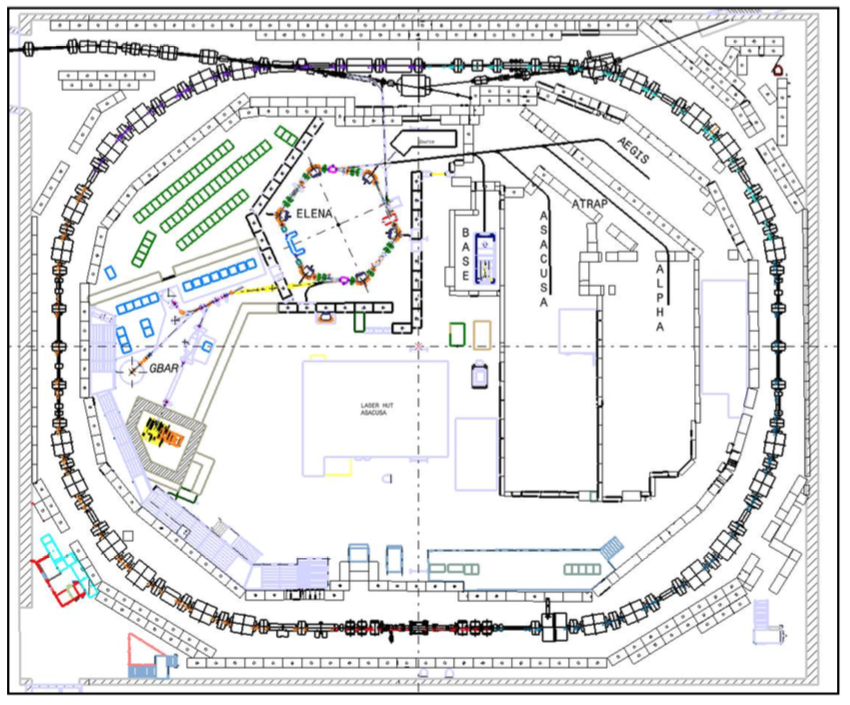 Source
AEGIS
ELENA
ATRAP
BASE
ASACUSA
ALPHA
GBAR
LASER HUT
ASACUSA